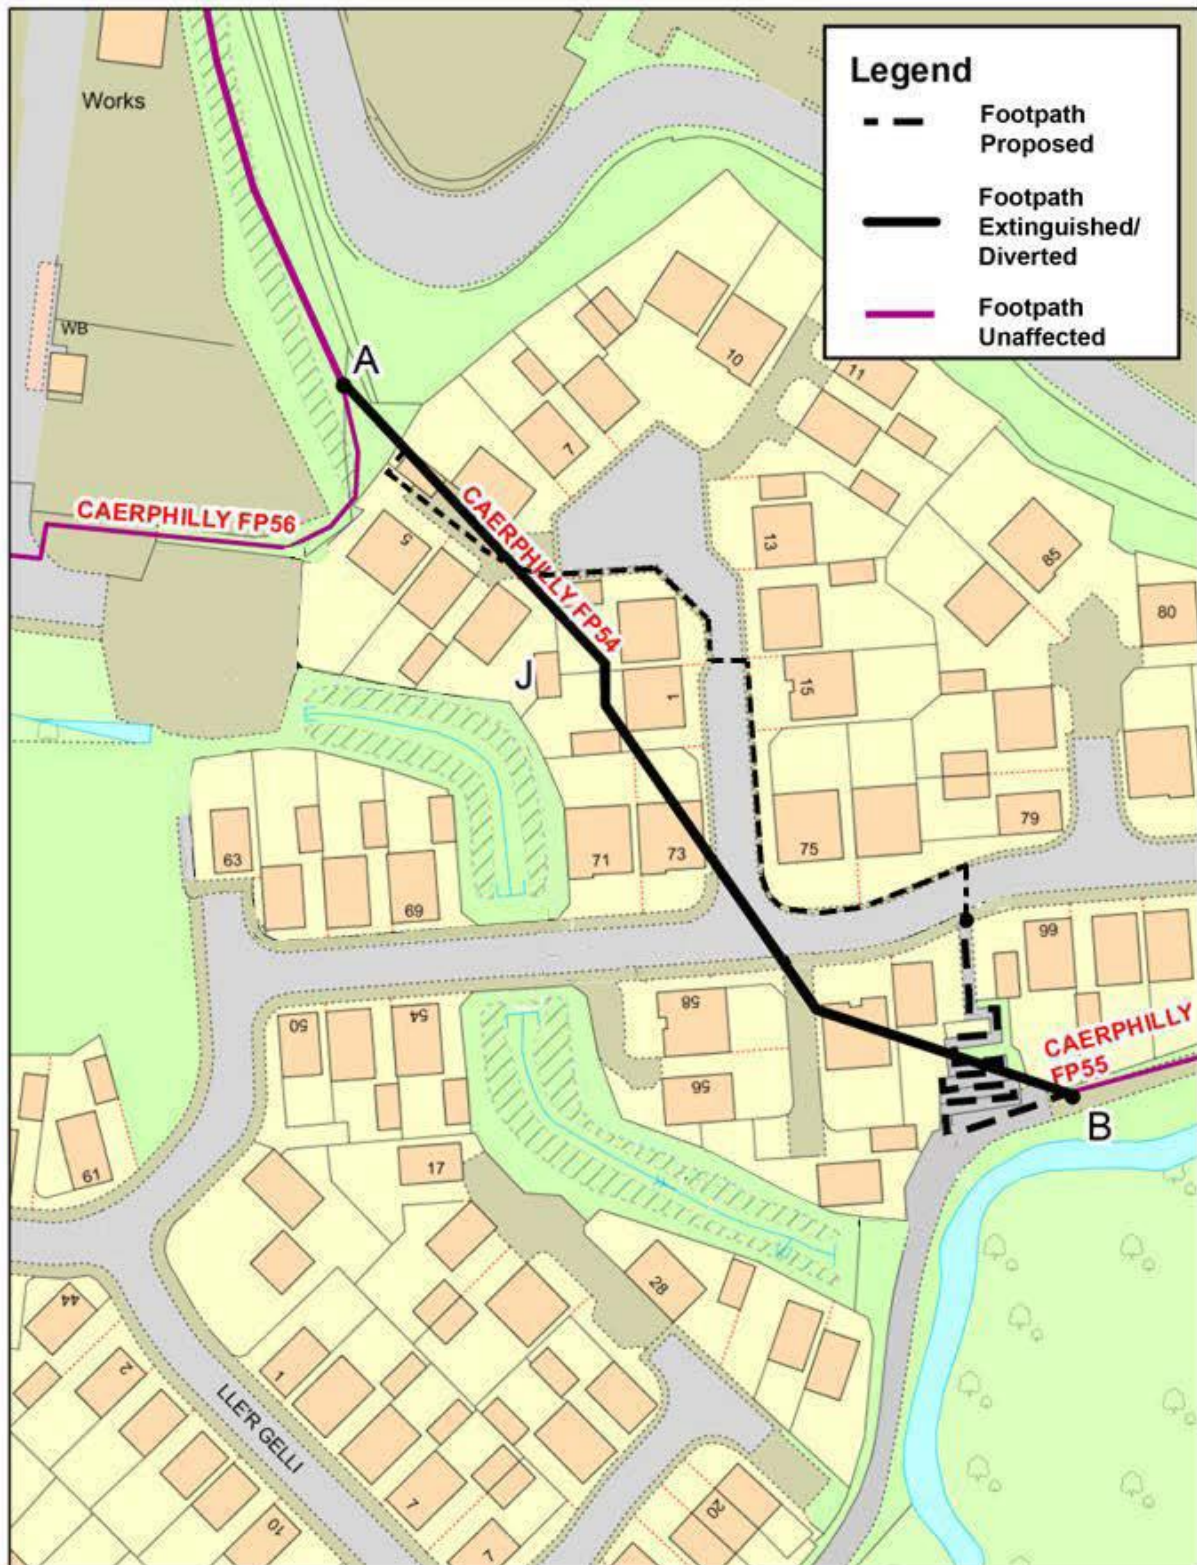 Legend
Footpath
Proposed
Footpath
Extinguished/
Diverted
Footpath
Unaffected
Works
WB
A
10
11
7
CAERPHILLY FP56
5
CAERPHILLY FP54
13
85
80
J
1
15
63
69
71
73
75
79
50
54
58
56
99
CAERPHILLY
FP55
B
61
17
28
44
2
1
LLE'R GELLI
7
10
7
20